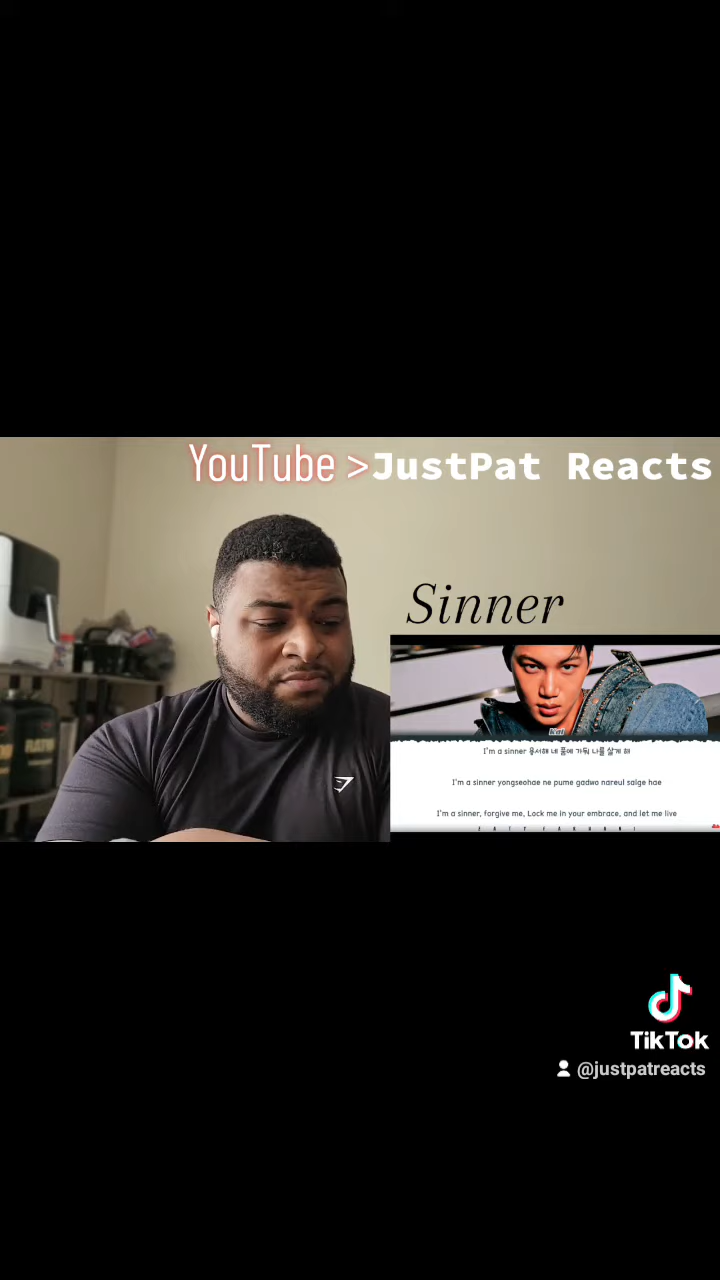 YouTube >JustPat Reacts
Sinner
Kai
I'm a sinner 용서해 네 품에 가둬 나를 살게 해
I'm a sinner yongseohae ne pume gadwo nareul salge hae
I'm a sinner, forgive me, Lock me in your embrace, and let me live
TikTok
@justpatreacts